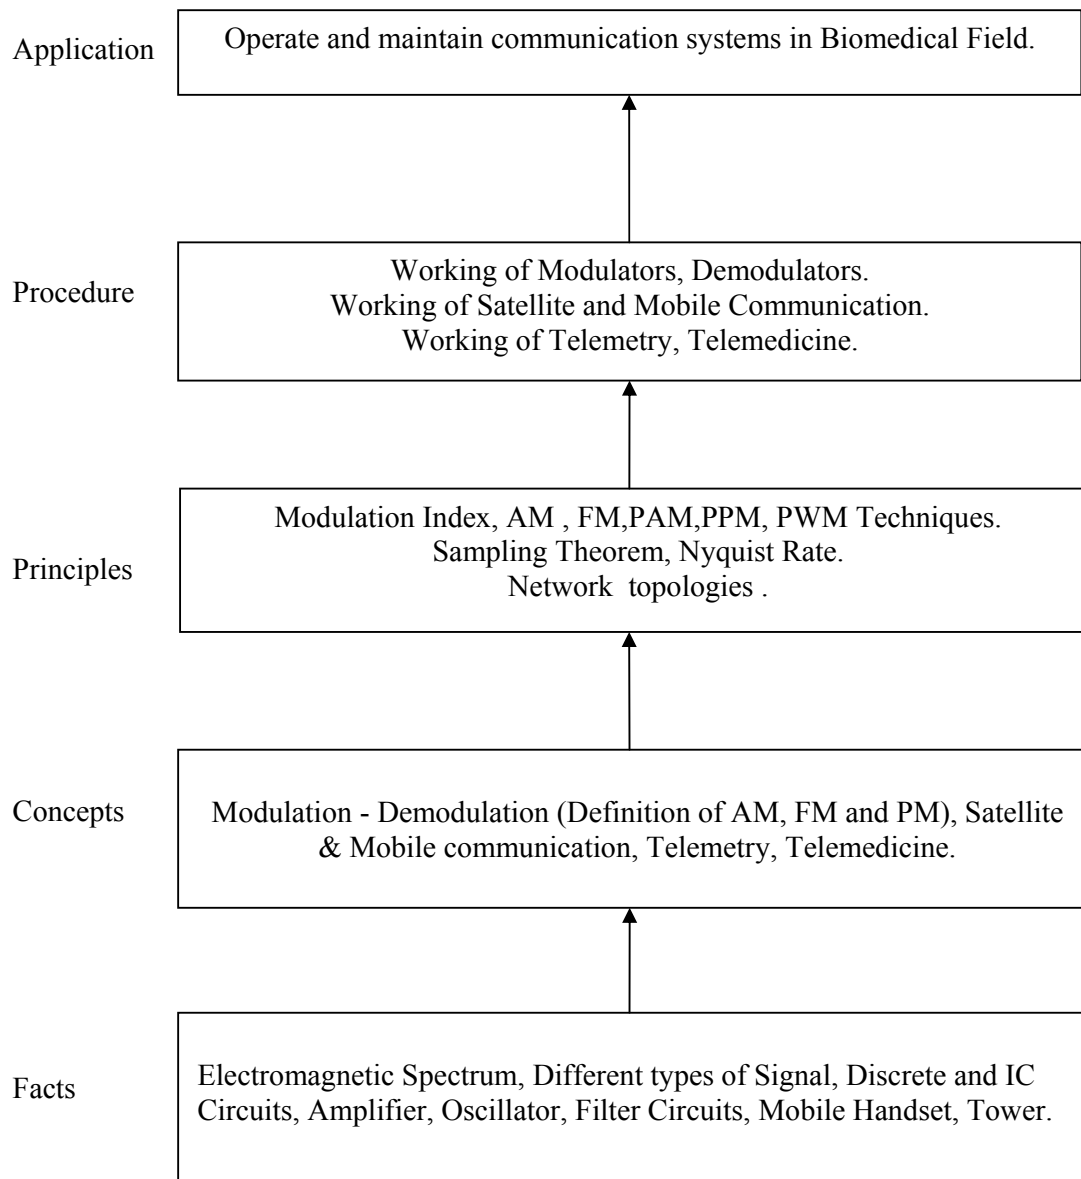 Application
Operate and maintain communication systems in Biomedical Field.
Procedure
Working of Modulators, Demodulators.
Working of Satellite and Mobile Communication.
Working of Telemetry, Telemedicine.
Principles
Modulation Index, AM , FM,PAM,PPM, PWM Techniques.
Sampling Theorem, Nyquist Rate.
Network  topologies .
Concepts
Modulation - Demodulation (Definition of AM, FM and PM), Satellite
& Mobile communication, Telemetry, Telemedicine.
Facts
Electromagnetic Spectrum, Different types of Signal, Discrete and IC
Circuits, Amplifier, Oscillator, Filter Circuits, Mobile Handset, Tower.